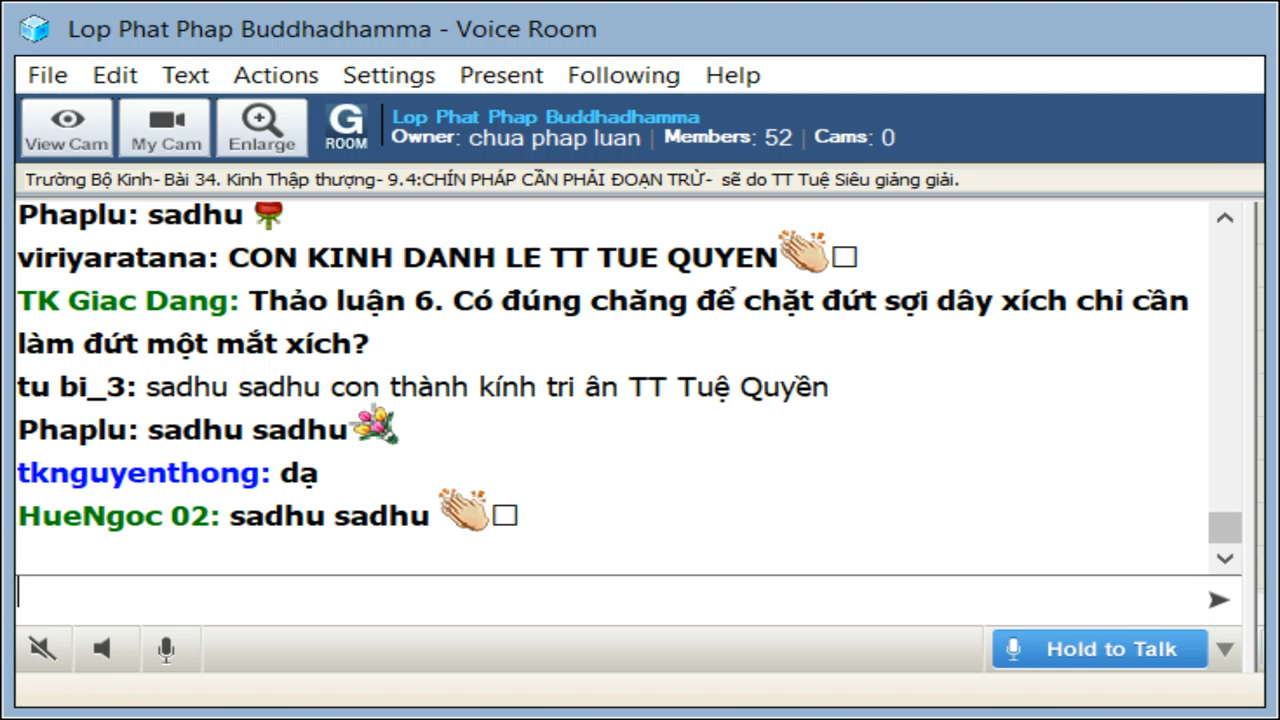 Lop Phat Phap Buddhadhamma - Voice Room
File Edit Text Actions Settings Present Following Help
View Cam My Cam Enlarge G ROOM
Lop Phat Phap Buddhadhamma
Owner: chua phap luan | Members: 52 | Cams: 0
Trường Bộ Kinh- Bài 34. Kinh Thập thượng- 9.4:CHÍN PHÁP CẦN PHẢI ĐOẠN TRỪ- sẽ do TT Tuệ Siêu giảng giải.
Phaplu: sadhu
viriyaratana: CON KINH DANH LE TT TUE QUYEN
TK Giac Dang: Thảo luận 6. Có đúng chăng để chặt đứt sợi dây xích chỉ cần
làm đứt một mắt xích?
tu bi_3: sadhu sadhu con thành kính tri ân TT Tuệ Quyền
Phaplu: sadhu sadhu
tknguyenthong: dạ
HueNgoc 02: sadhu sadhu
Hold to Talk